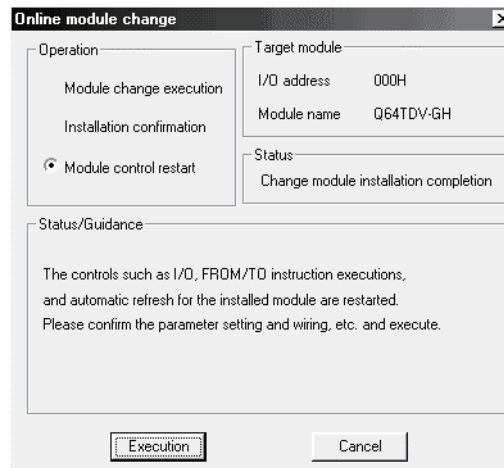 Online module change
Operation
Module change execution
Installation confirmation
Module control restart
Target module
I/O address 000H
Module name Q64TDV-GH
Status
Change module installation completion
Status/Guidance
The controls such as I/O, FROM/TO instruction executions,
and automatic refresh for the installed module are restarted.
Please confirm the parameter setting and wiring, etc. and execute.
Execution Cancel